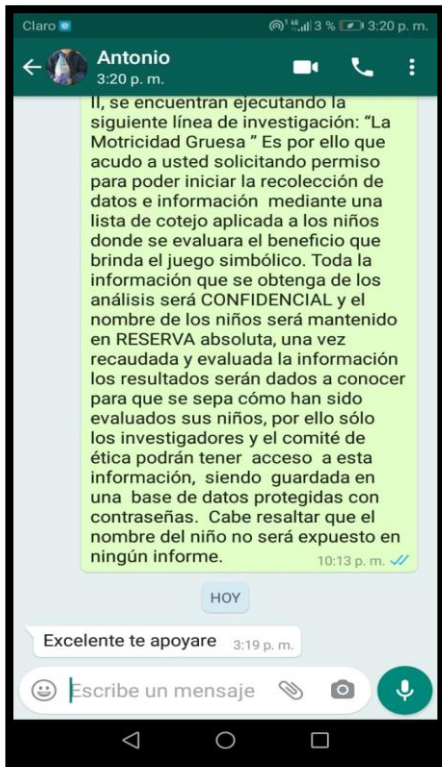 Claro 3 % 3:20 p. m.
Antonio
3:20 p. m.
II, se encuentran ejecutando la
siguiente línea de investigación: “La
Motricidad Gruesa ” Es por ello que
acudo a usted solicitando permiso
para poder iniciar la recolección de
datos e información mediante una
lista de cotejo aplicada a los niños
donde se evaluara el beneficio que
brinda el juego simbólico. Toda la
información que se obtenga de los
análisis será CONFIDENCIAL y el
nombre de los niños será mantenido
en RESERVA absoluta, una vez
recaudada y evaluada la información
los resultados serán dados a conocer
para que se sepa cómo han sido
evaluados sus niños, por ello sólo
los investigadores y el comité de
ética podrán tener acceso a esta
información, siendo guardada en
una base de datos protegidas con
contraseñas. Cabe resaltar que el
nombre del niño no será expuesto en
ningún informe. 10:13 p. m.
HOY
Excelente te apoyare 3:19 p. m.
Escribe un mensaje